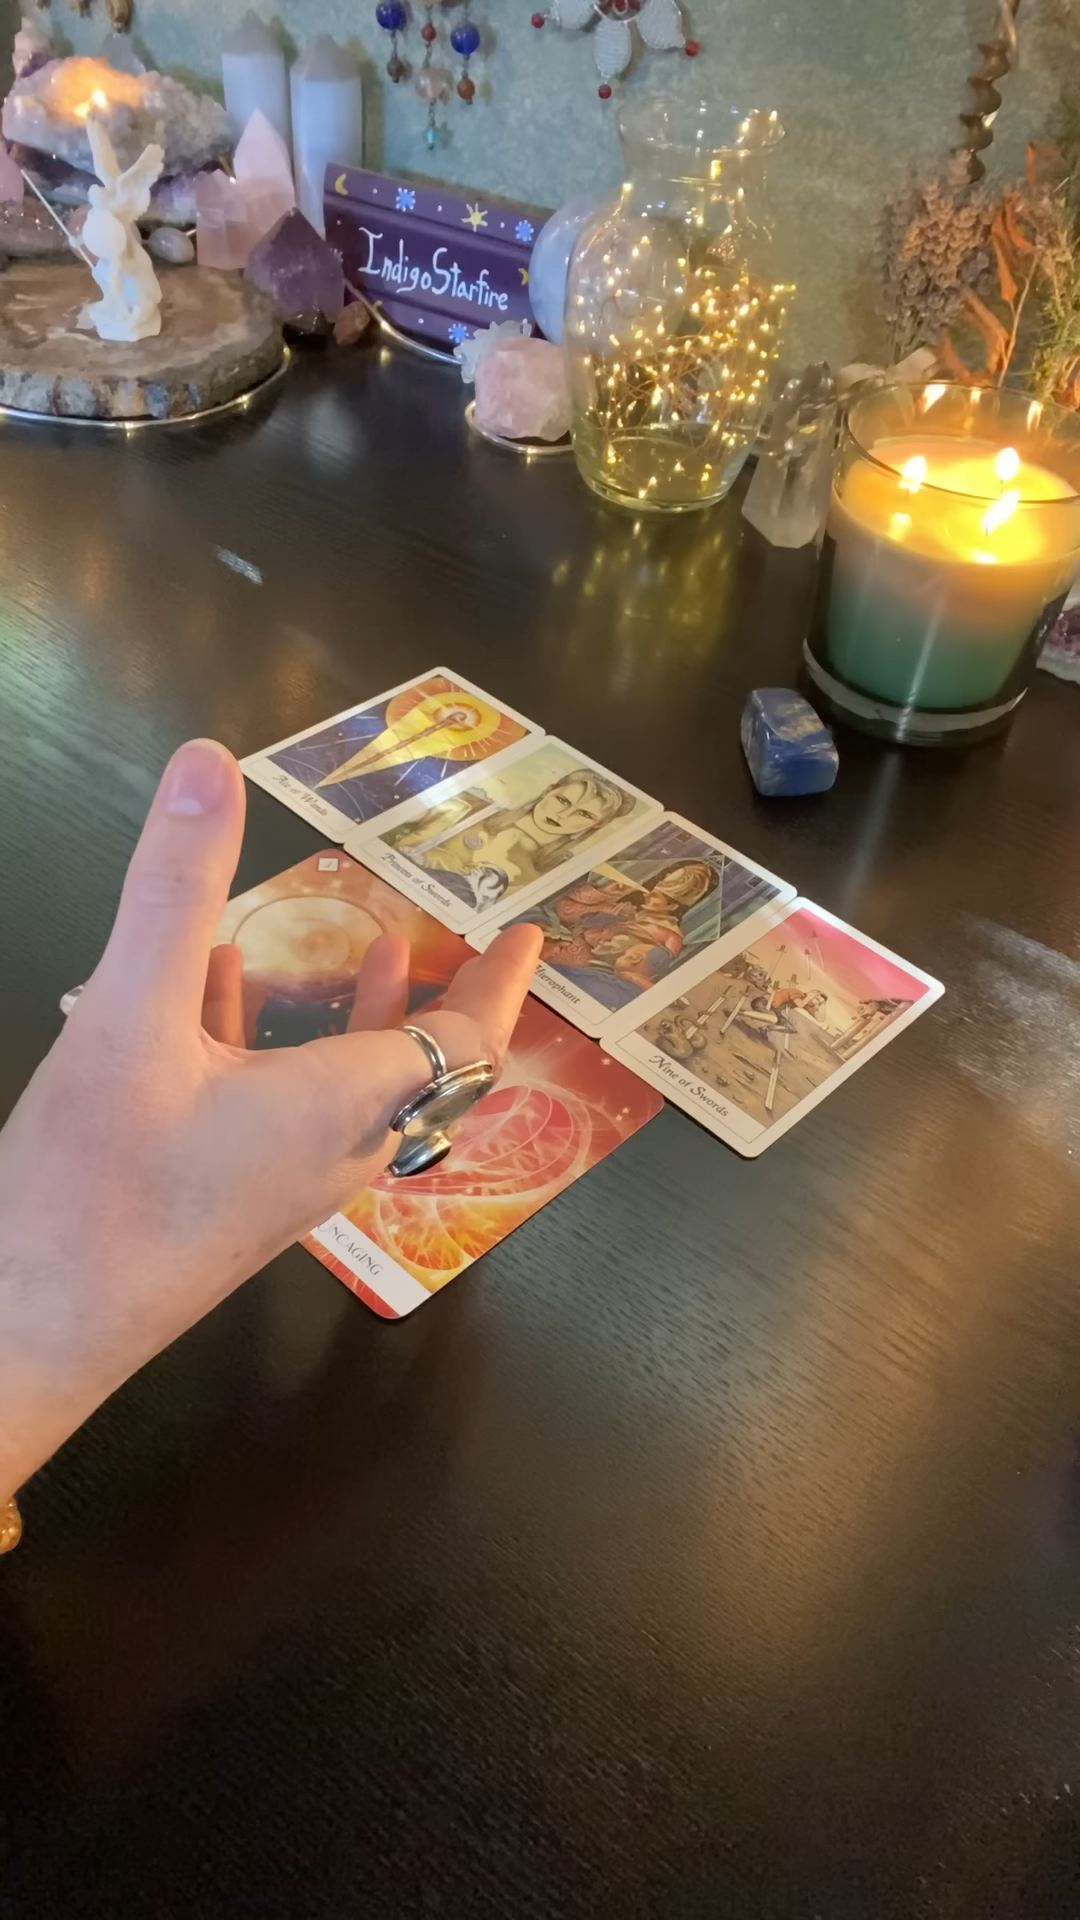 IndigoStarfire
Ace of Wands
Princess of Swords
Hierophant
Nine of Swords
NCAGING